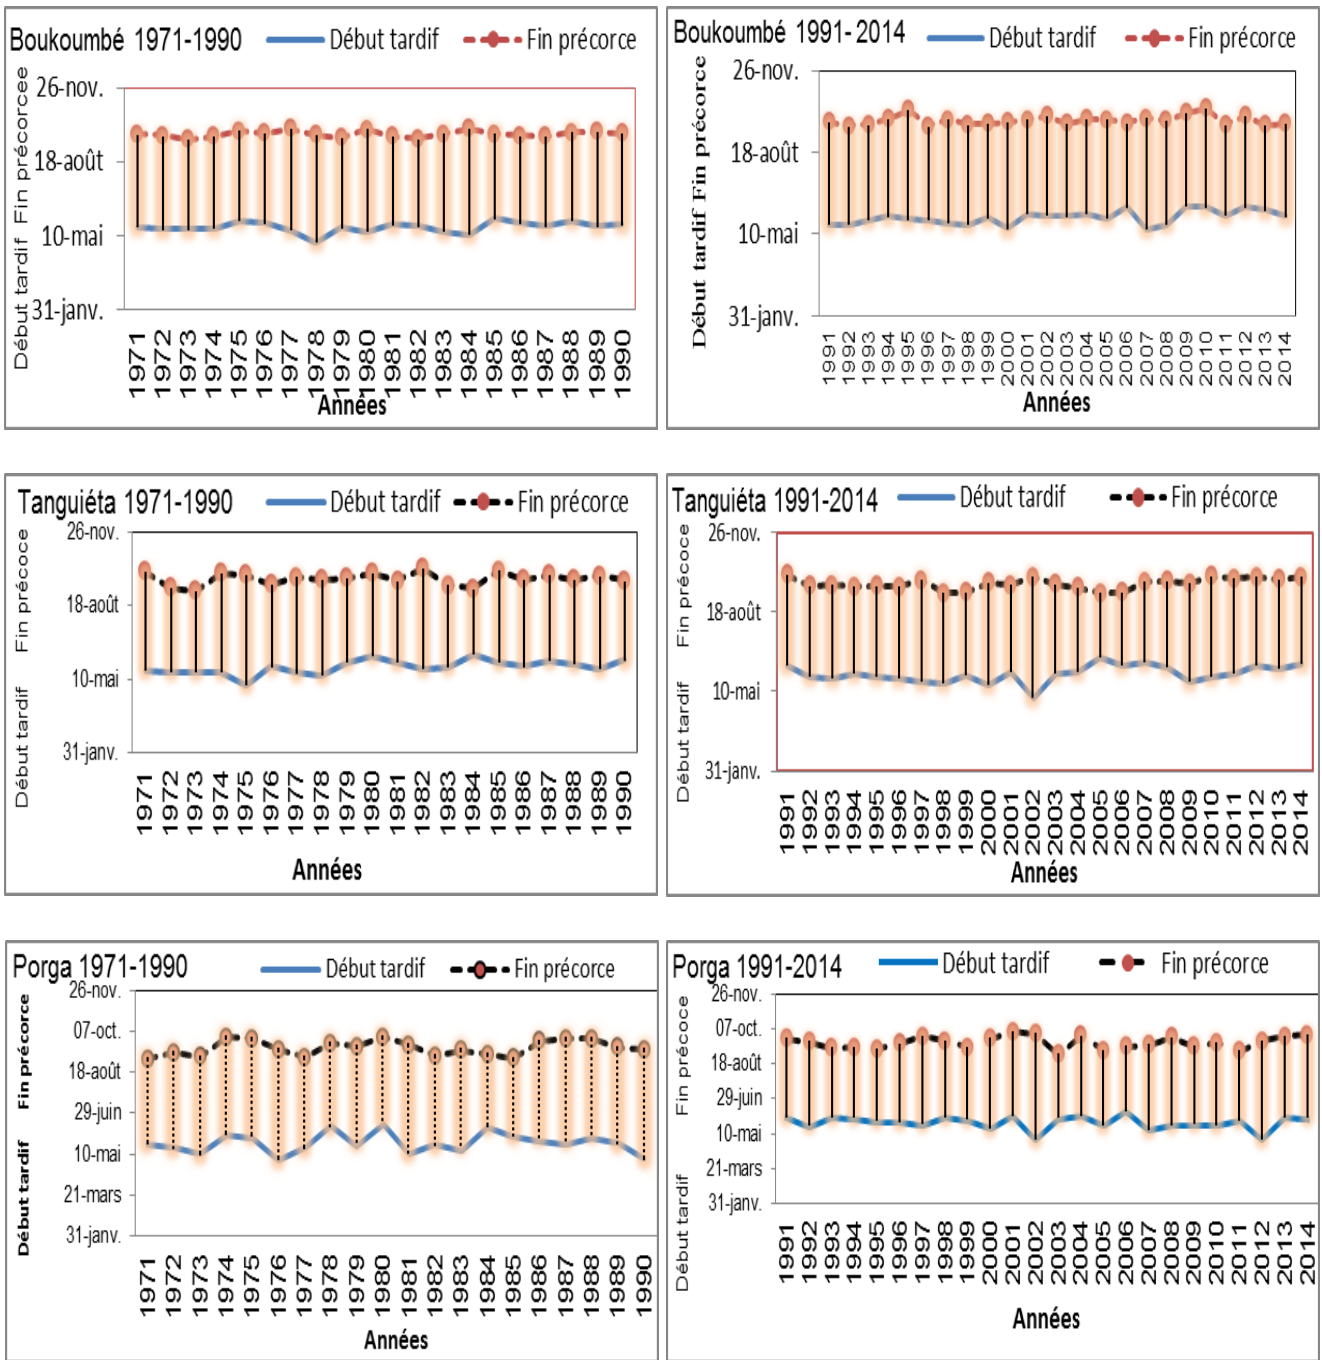 Boukoumbé 1971-1990 Début tardif Fin précorce
Début tardif Fin précorcee
26-nov.
18-août
10-mai
31-janv.
1971 1972 1973 1974 1975 1976 1977 1978 1979 1980 1981 1982 1983 1984 1985 1986 1987 1988 1989 1990
Années
Boukoumbé 1991- 2014 Début tardif Fin précorce
Début tardif Fin précorce
26-nov.
18-août
10-mai
31-janv.
1991 1992 1993 1994 1995 1996 1997 1998 1999 2000 2001 2002 2003 2004 2005 2006 2007 2008 2009 2010 2011 2012 2013 2014
Années
Tanguiéta 1971-1990 Début tardif Fin précorce
Début tardif Fin précoce
26-nov.
18-août
10-mai
31-janv.
1971 1972 1973 1974 1975 1976 1977 1978 1979 1980 1981 1982 1983 1984 1985 1986 1987 1988 1989 1990
Années
Tanguiéta 1991-2014 Début tardif Fin précorce
Début tardif Fin précoce
26-nov.
18-août
10-mai
31-janv.
1991 1992 1993 1994 1995 1996 1997 1998 1999 2000 2001 2002 2003 2004 2005 2006 2007 2008 2009 2010 2011 2012 2013 2014
Années
Porga 1971-1990 Début tardif Fin précorce
Début tardif Fin précorce
26-nov.
07-oct.
18-août
29-juin
10-mai
21-mars
31-janv.
1971 1972 1973 1974 1975 1976 1977 1978 1979 1980 1981 1982 1983 1984 1985 1986 1987 1988 1989 1990
Années
Porga 1991-2014 Début tardif Fin précorce
Début tardif Fin précoce
26-nov.
07-oct.
18-août
29-juin
10-mai
21-mars
31-janv.
1991 1992 1993 1994 1995 1996 1997 1998 1999 2000 2001 2002 2003 2004 2005 2006 2007 2008 2009 2010 2011 2012 2013 2014
Années